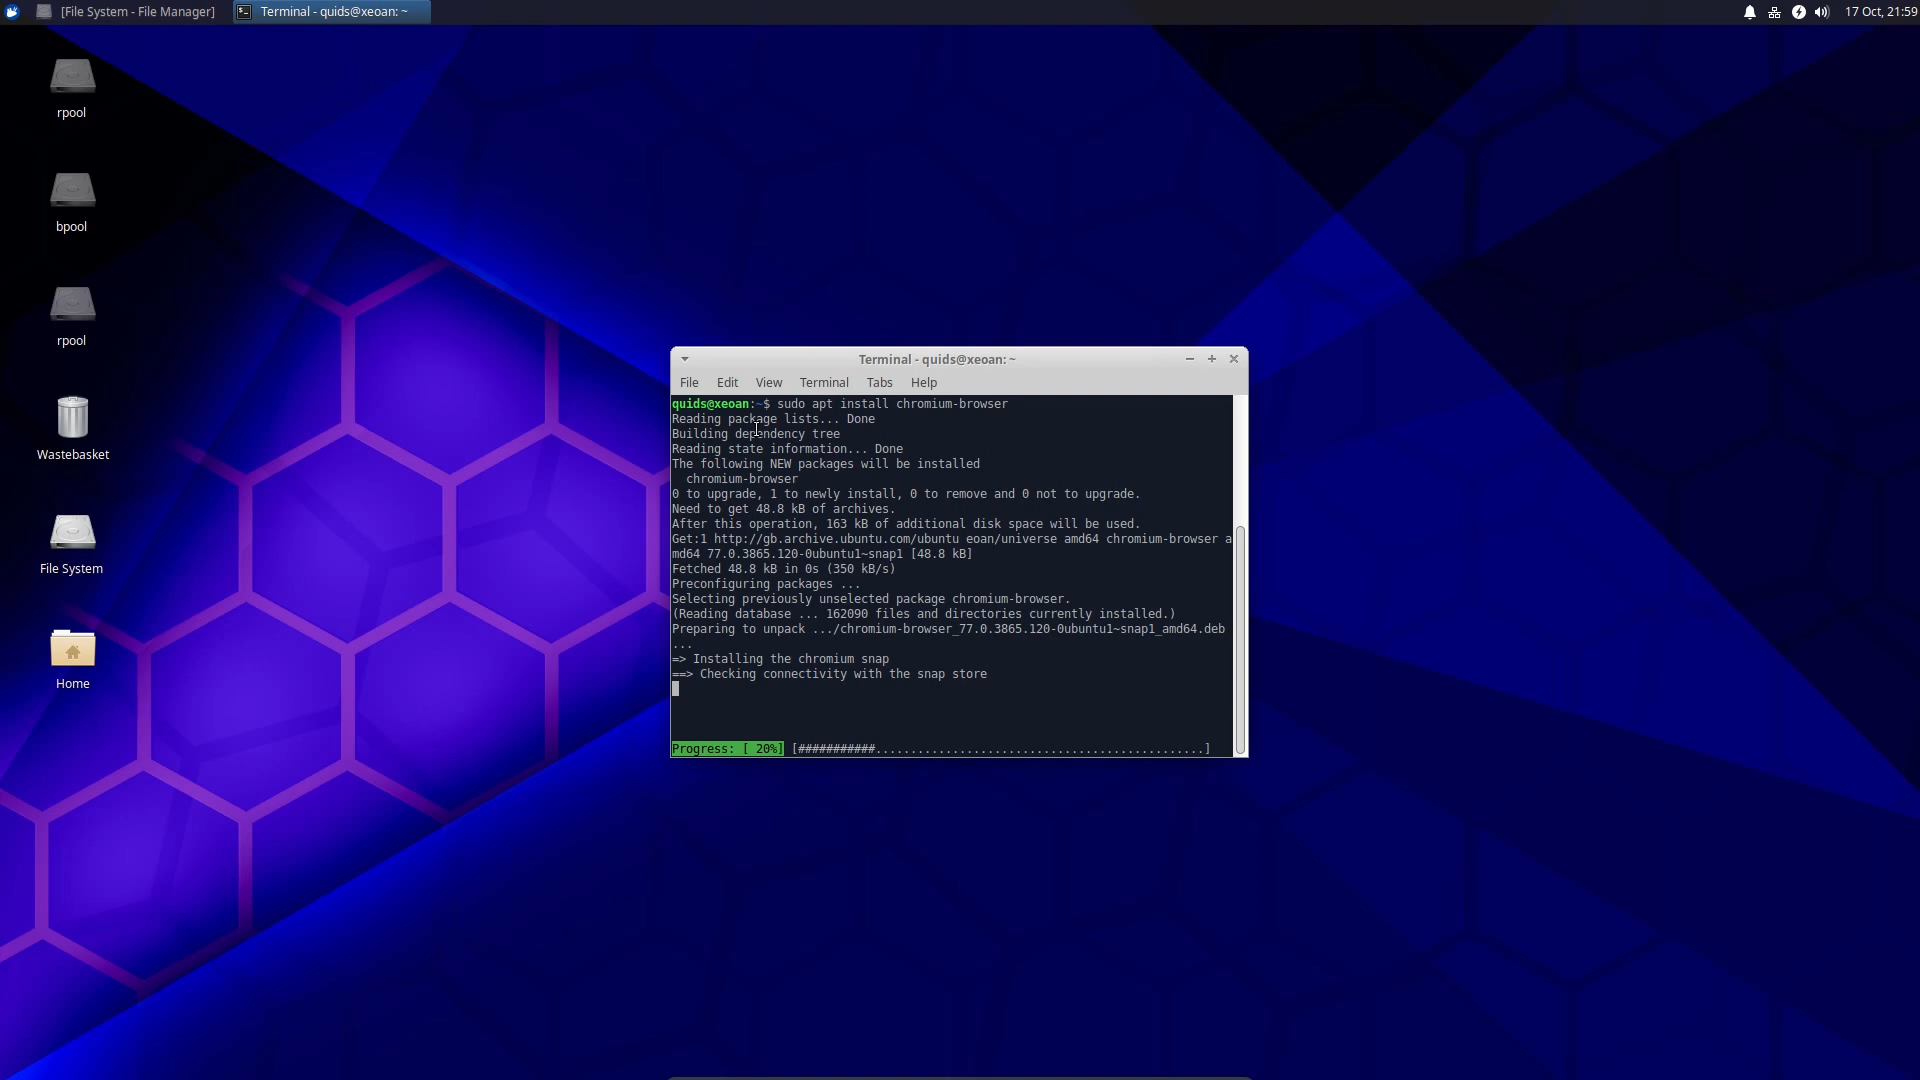 [File System - File Manager]
Terminal - quids@xeoan: ~
17 Oct, 21:59
rpool
bpool
rpool
Wastebasket
File System
Home
Terminal - quids@xeoan: ~
File Edit View Terminal Tabs Help
quids@xeoan:~$ sudo apt install chromium-browser
Reading package lists... Done
Building dependency tree
Reading state information... Done
The following NEW packages will be installed
  chromium-browser
0 to upgrade, 1 to newly install, 0 to remove and 0 not to upgrade.
Need to get 48.8 kB of archives.
After this operation, 163 kB of additional disk space will be used.
Get:1 http://gb.archive.ubuntu.com/ubuntu eoan/universe amd64 chromium-browser a
md64 77.0.3865.120-0ubuntu1~snap1 [48.8 kB]
Fetched 48.8 kB in 0s (350 kB/s)
Preconfiguring packages ...
Selecting previously unselected package chromium-browser.
(Reading database ... 162090 files and directories currently installed.)
Preparing to unpack .../chromium-browser_77.0.3865.120-0ubuntu1~snap1_amd64.deb
...
=> Installing the chromium snap
==> Checking connectivity with the snap store
Progress: [ 20%] [###########...............................................]